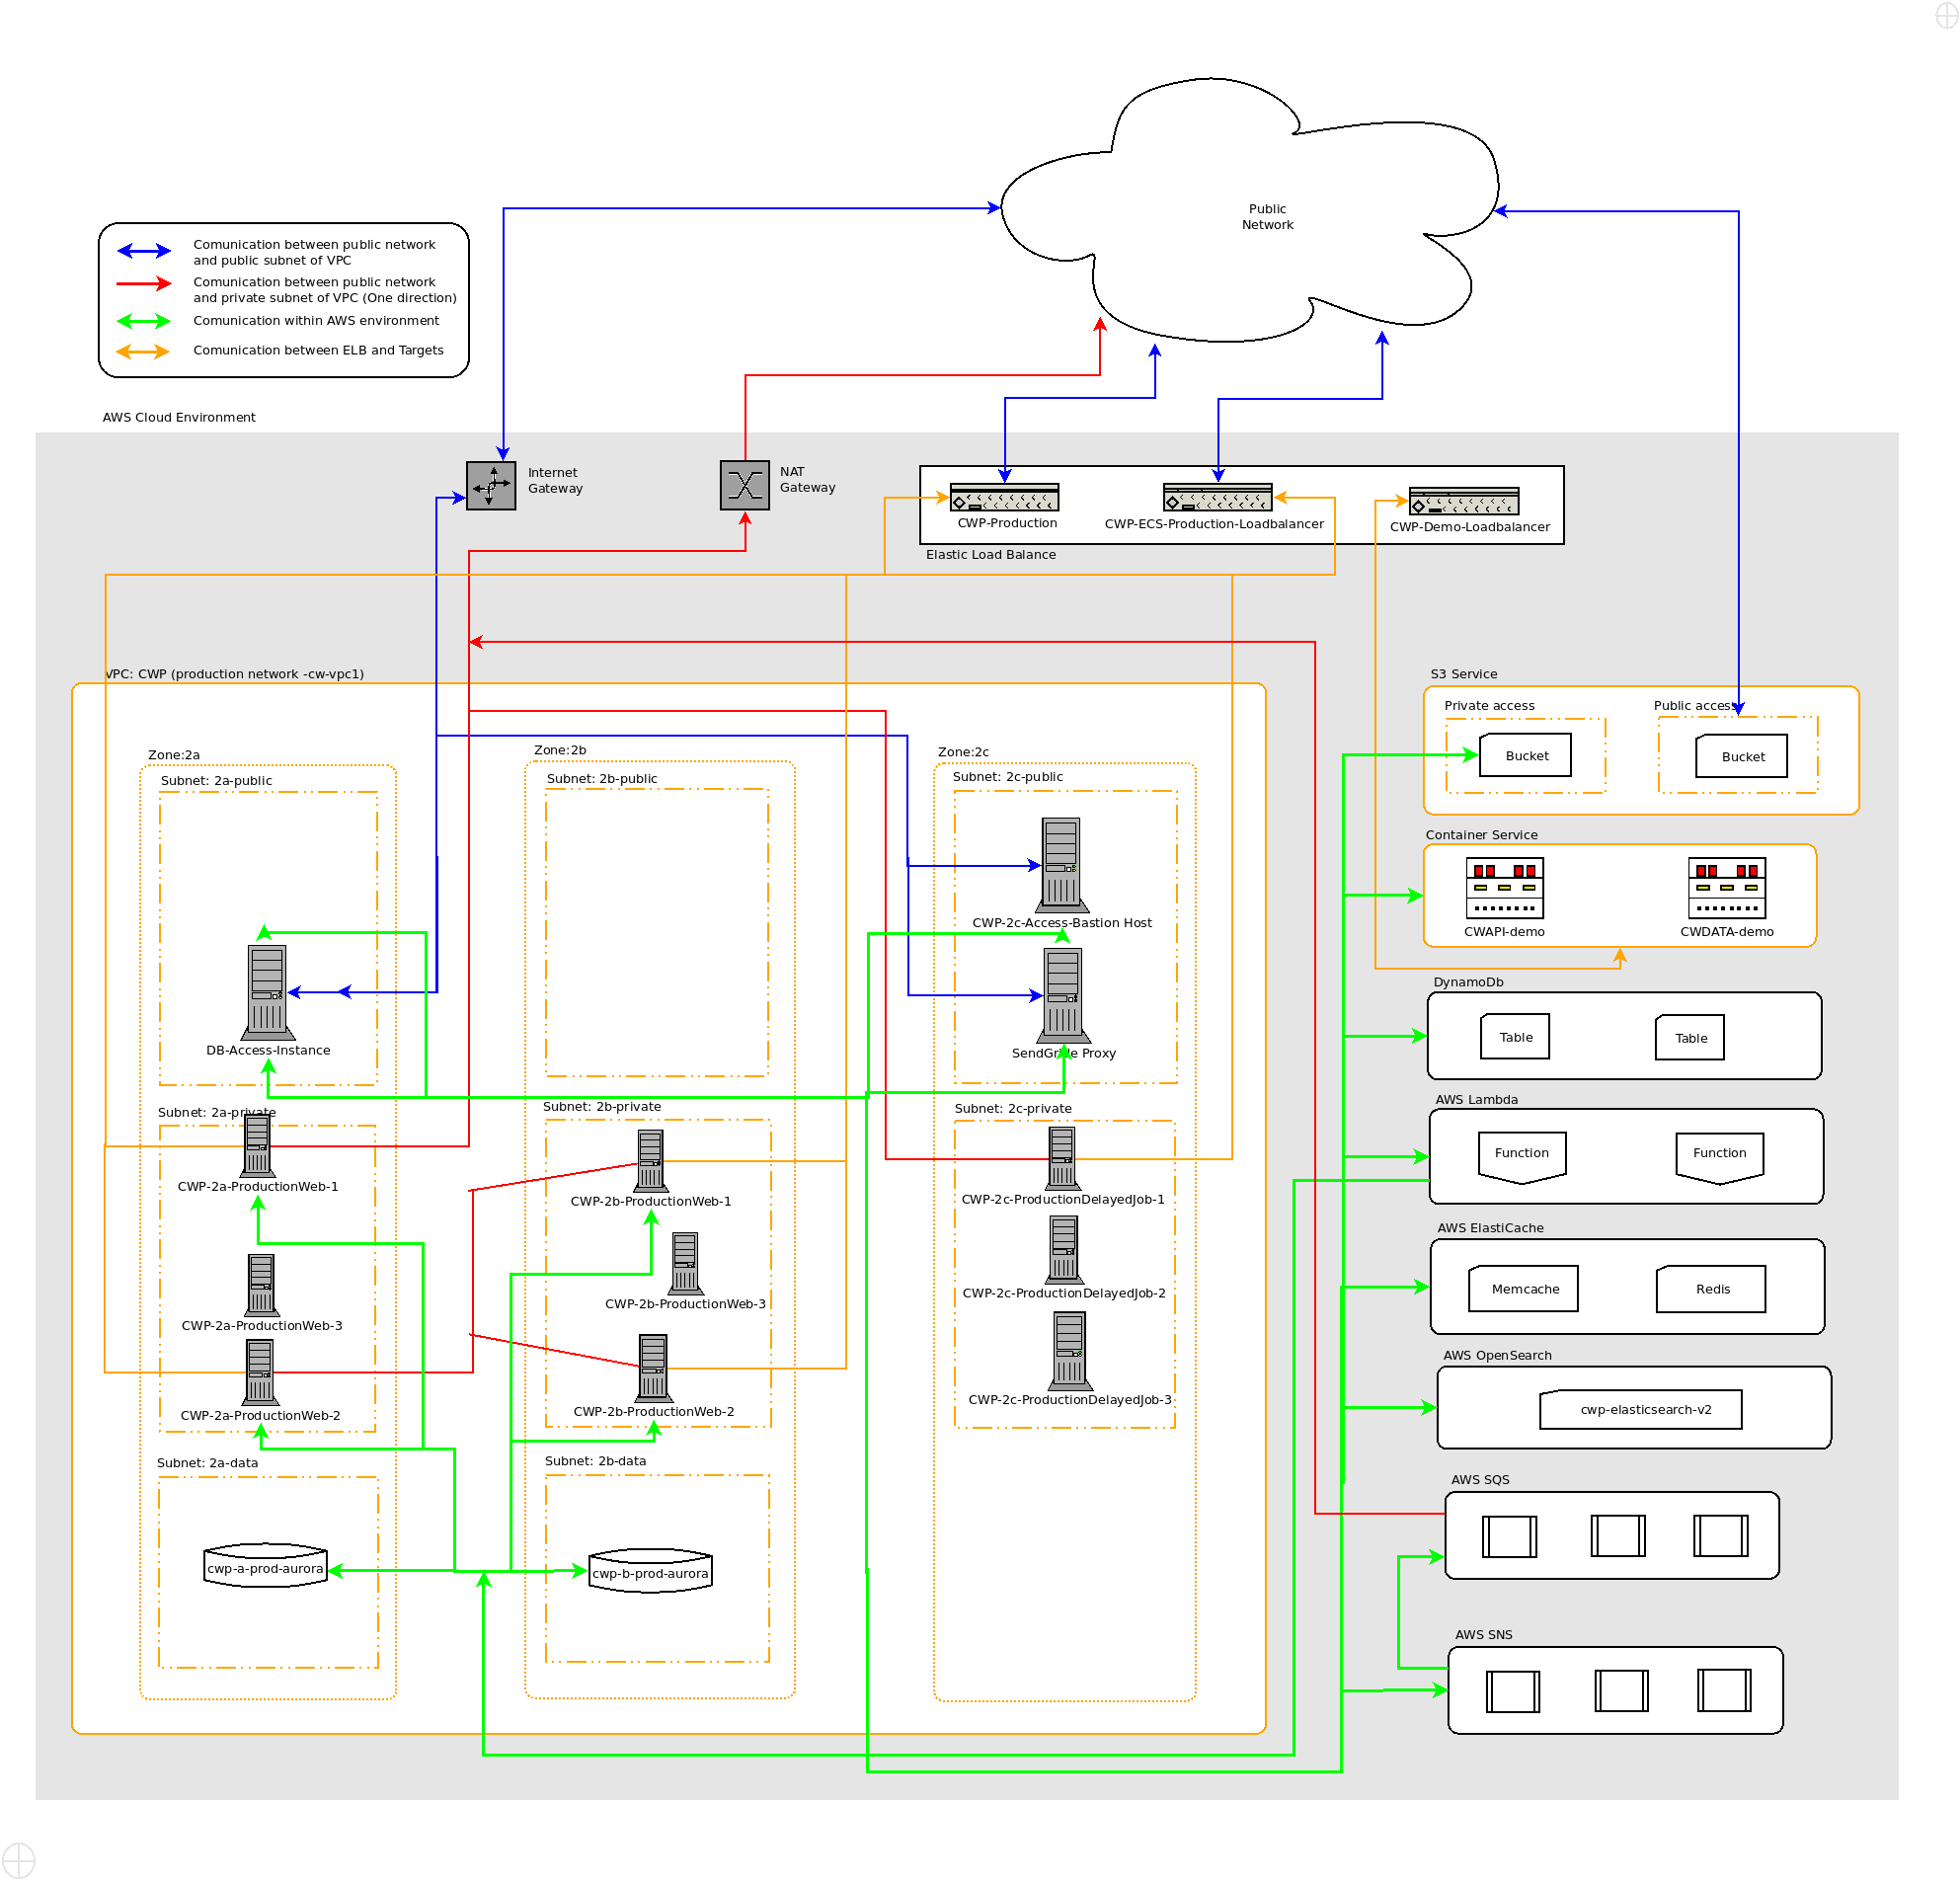 Public
Network
Comunication between public network
and public subnet of VPC
Comunication between public network
and private subnet of VPC (One direction)
Comunication within AWS environment
Comunication between ELB and Targets
AWS Cloud Environment
Internet
Gateway
NAT
Gateway
CWP-Production
CWP-ECS-Production-Loadbalancer
CWP-Demo-Loadbalancer
Elastic Load Balance
VPC: CWP (production network -cw-vpc1)
Zone:2a
Subnet: 2a-public
DB-Access-Instance
Subnet: 2a-private
CWP-2a-ProductionWeb-1
CWP-2a-ProductionWeb-3
CWP-2a-ProductionWeb-2
Subnet: 2a-data
cwp-a-prod-aurora
Zone:2b
Subnet: 2b-public
Subnet: 2b-private
CWP-2b-ProductionWeb-1
CWP-2b-ProductionWeb-3
CWP-2b-ProductionWeb-2
Subnet: 2b-data
cwp-b-prod-aurora
Zone:2c
Subnet: 2c-public
CWP-2c-Access-Bastion Host
Proxy
Subnet: 2c-private
CWP-2c-ProductionDelayedJob-1
CWP-2c-ProductionDelayedJob-2
CWP-2c-ProductionDelayedJob-3
S3 Service
Private access
Public access
Bucket
Bucket
Container Service
CWAPI-demo
CWDATA-demo
DynamoDb
Table
Table
AWS Lambda
Function
Function
AWS ElastiCache
Memcache
Redis
AWS OpenSearch
cwp-elasticsearch-v2
AWS SQS
AWS SNS